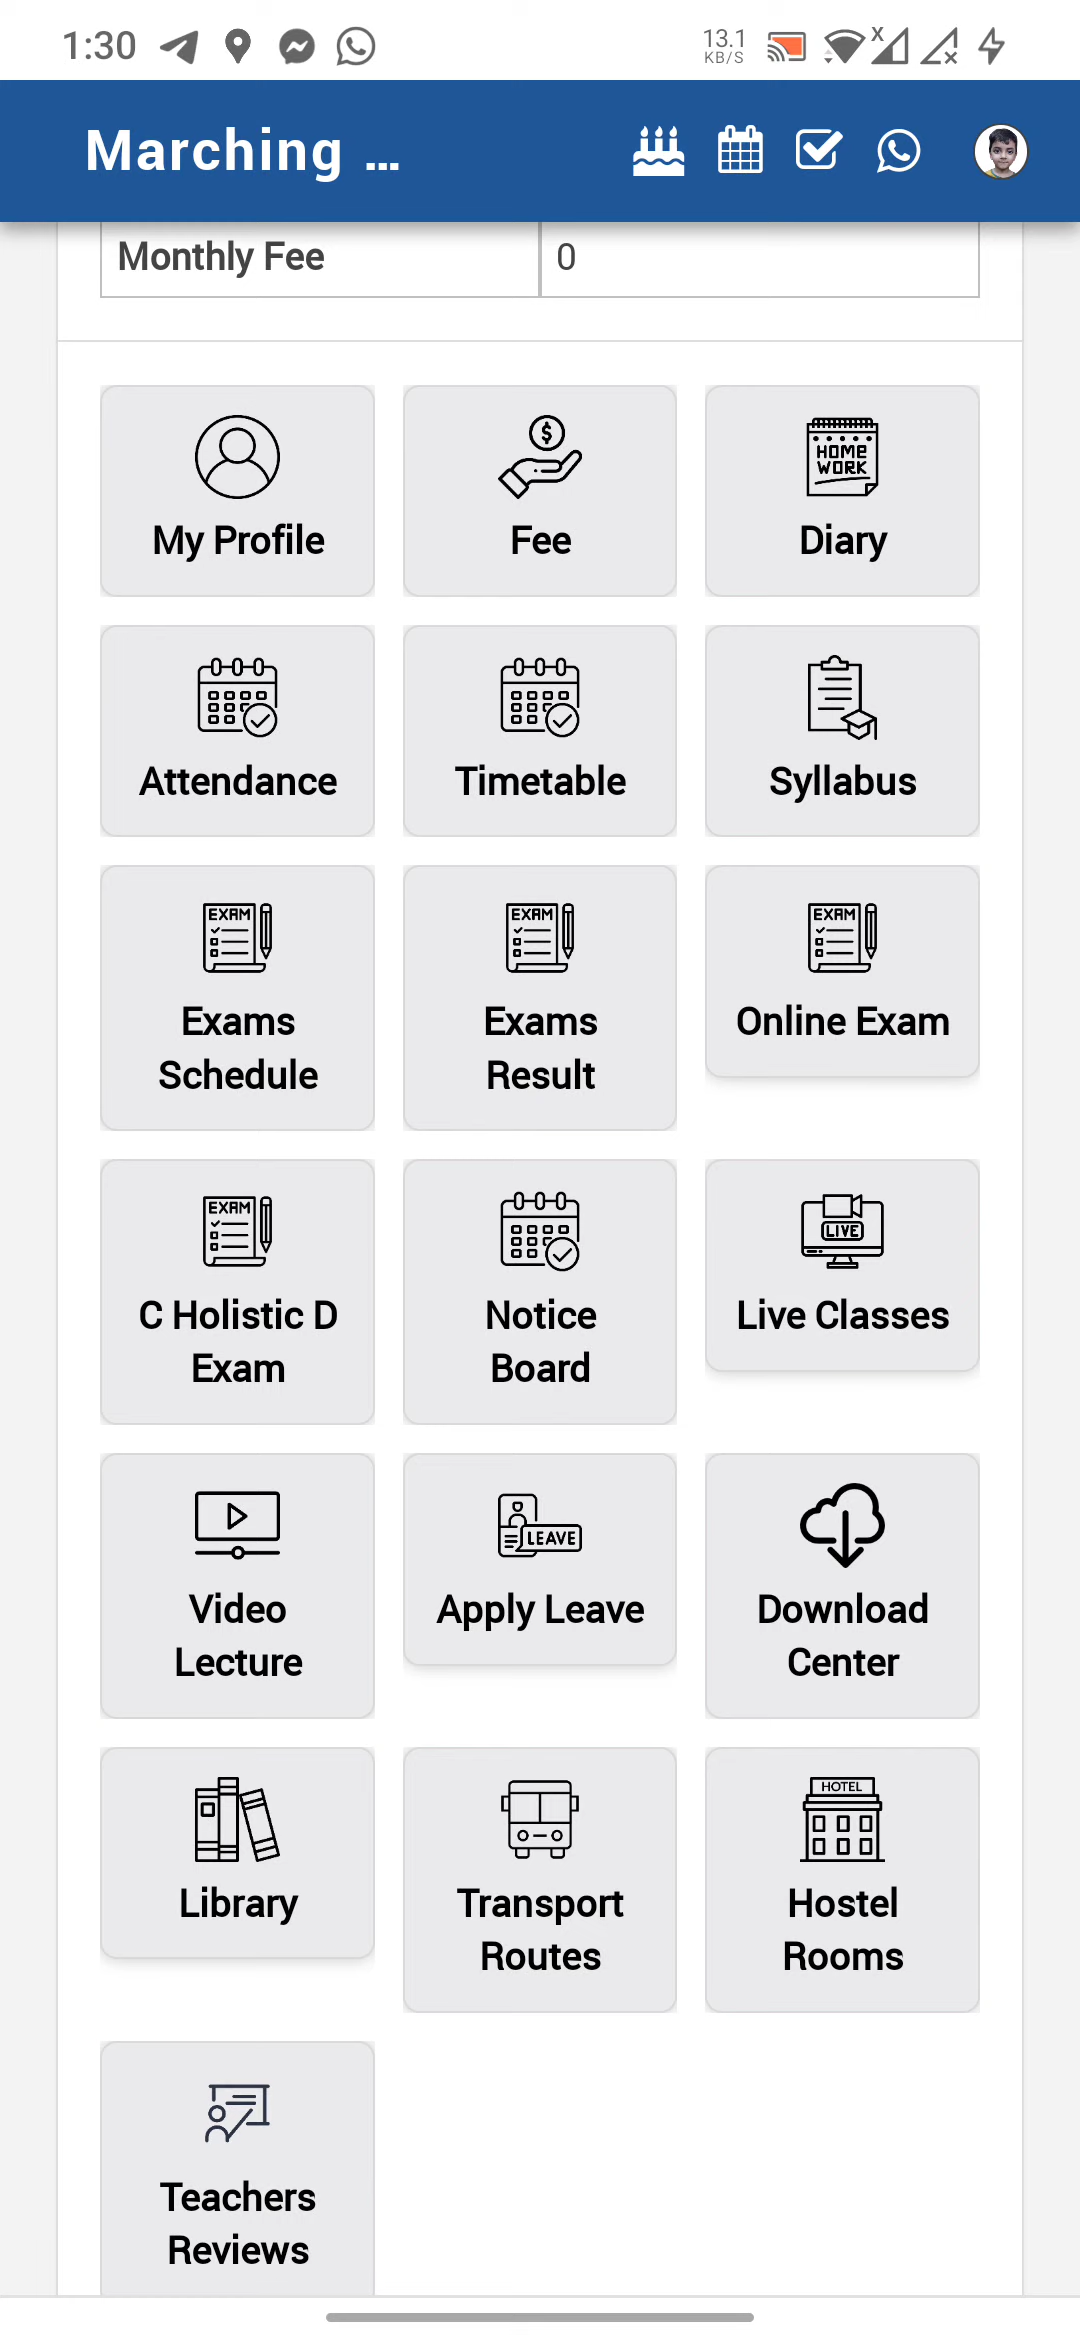 1:30
13.1
KB/S
Marching ...
Monthly Fee
0
My Profile
Fee
HOME
WORK
Diary
Attendance
Timetable
Syllabus
EXAM
Exams
Schedule
EXAM
Exams
Result
EXAM
Online Exam
EXAM
C Holistic D
Exam
Notice
Board
LIVE
Live Classes
Video
Lecture
LEAVE
Apply Leave
Download
Center
Library
Transport
Routes
HOTEL
Hostel
Rooms
Teachers
Reviews